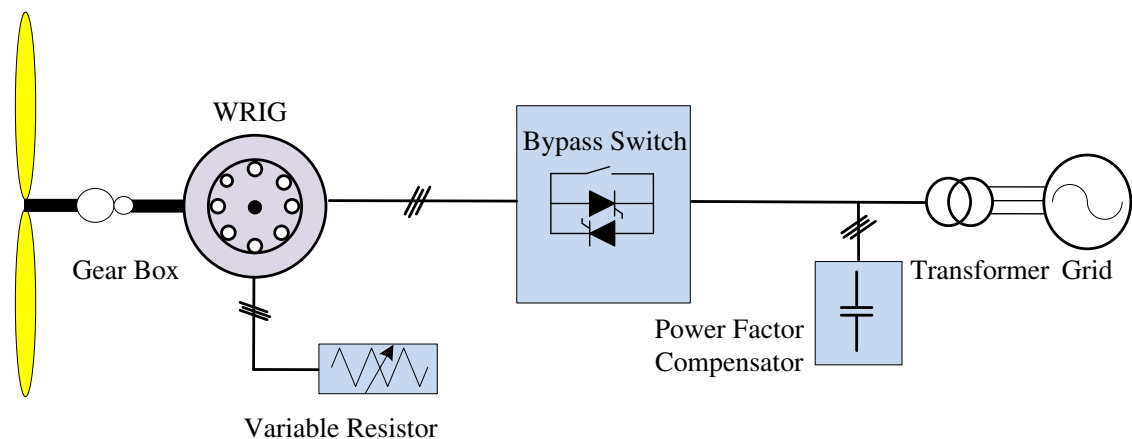 WRIG
Bypass Switch
Gear Box
Transformer
Grid
Power Factor
Compensator
Variable Resistor